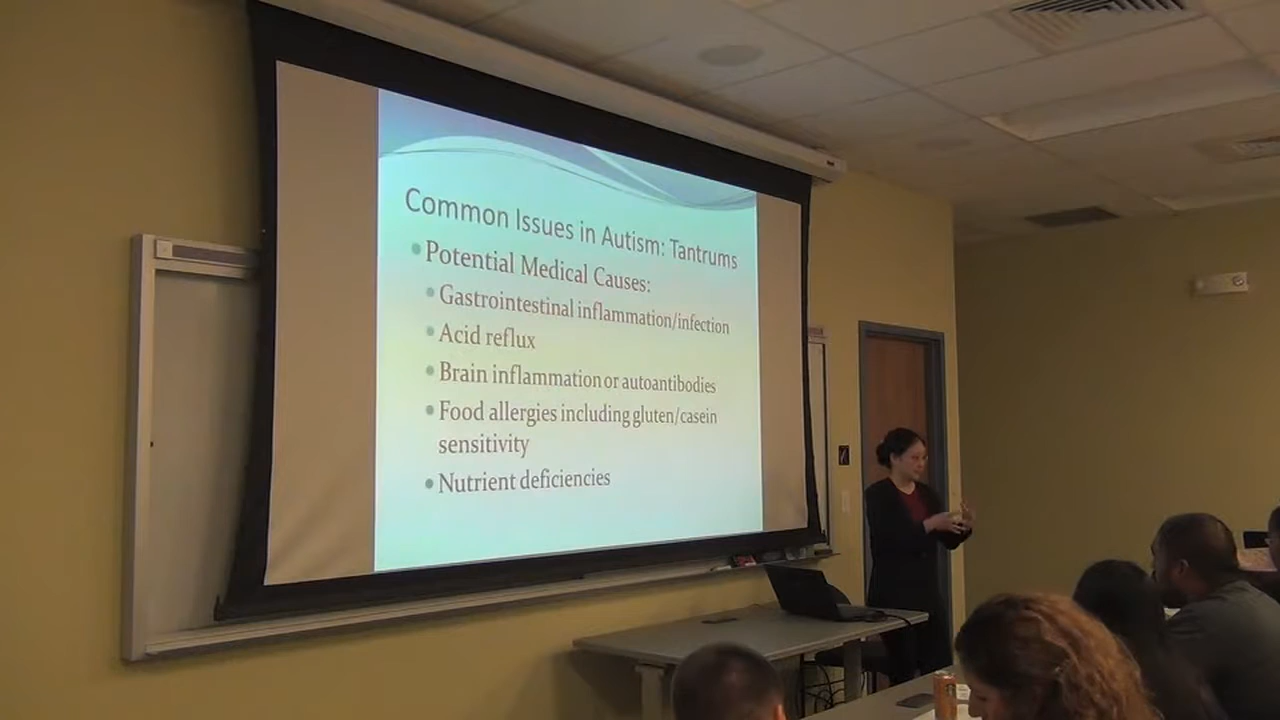 Common Issues in Autism: Tantrums
Potential Medical Causes:
Gastrointestinal inflammation/infection
Acid reflux
Brain inflammation or autoantibodies
Food allergies including gluten/casein
sensitivity
Nutrient deficiencies